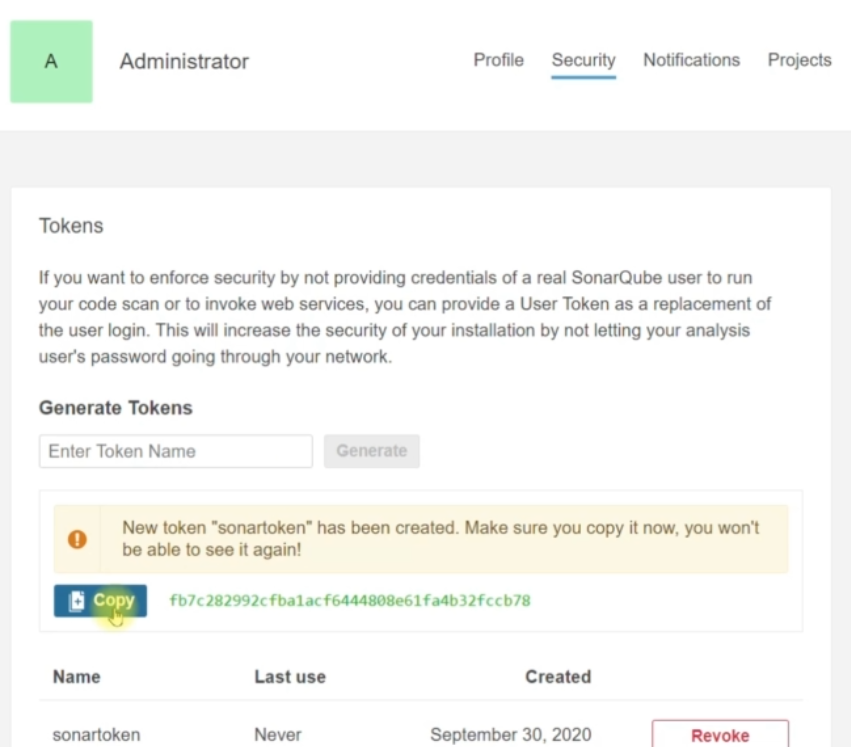 A
Administrator
Profile Security Notifications Projects
Tokens
If you want to enforce security by not providing credentials of a real SonarQube user to run
your code scan or to invoke web services, you can provide a User Token as a replacement of
the user login. This will increase the security of your installation by not letting your analysis
user's password going through your network.
Generate Tokens
Enter Token Name Generate
New token "sonartoken" has been created. Make sure you copy it now, you won't
be able to see it again!
Copy fb7c282992cfba1acf6444808e61fa4b32fccb78
Name Last use Created
sonartoken Never September 30, 2020 Revoke